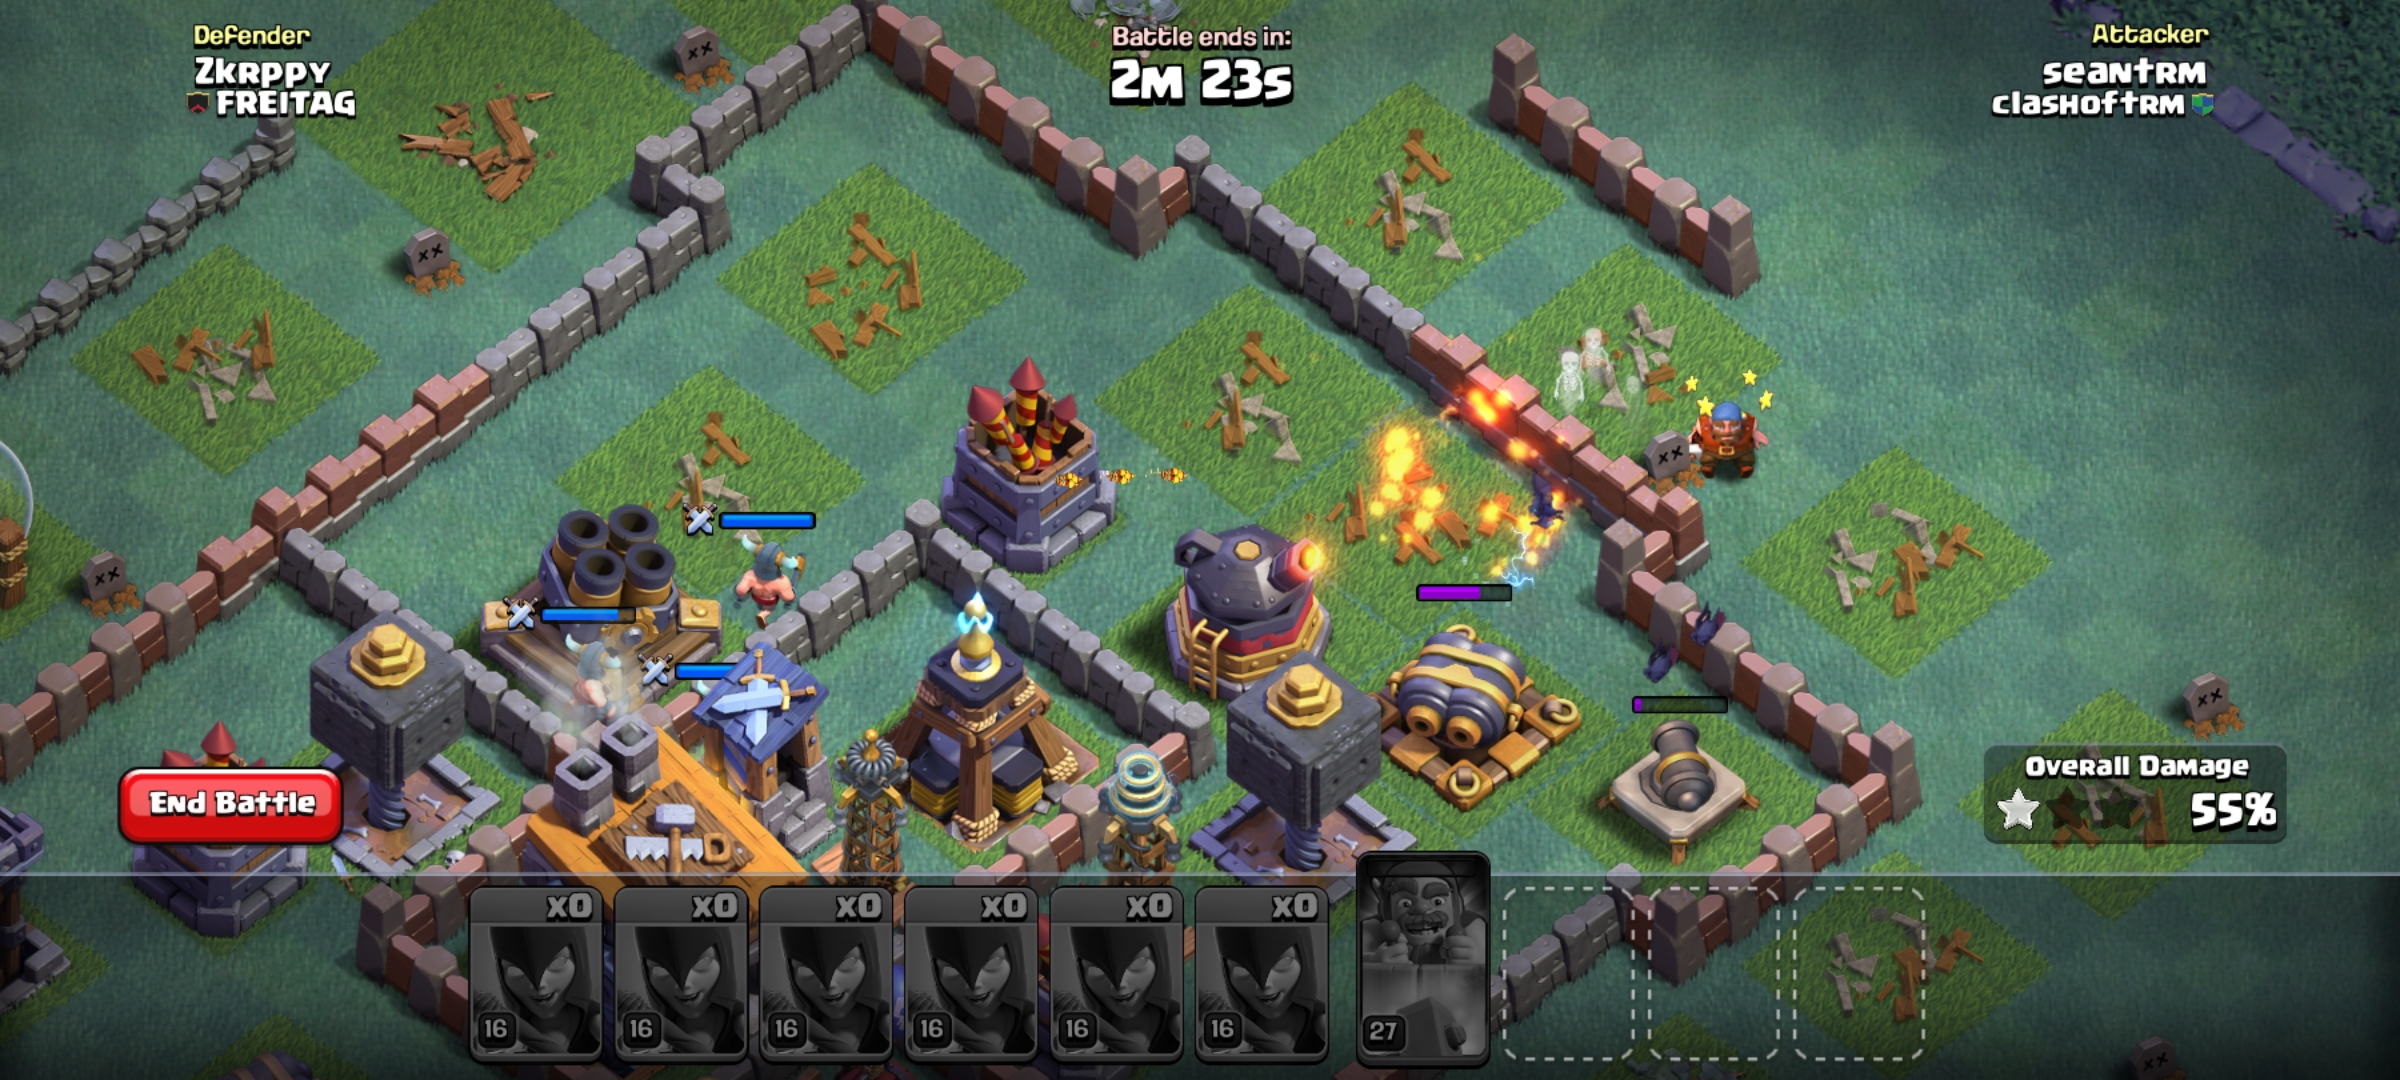 Defender
Zkrppy
FREITAG
Battle ends in:
2M 23s
Attacker
seantrm
clashoftrm
End Battle
Overall Damage
55%
x0
x0
x0
x0
x0
x0
16
16
16
16
16
16
27